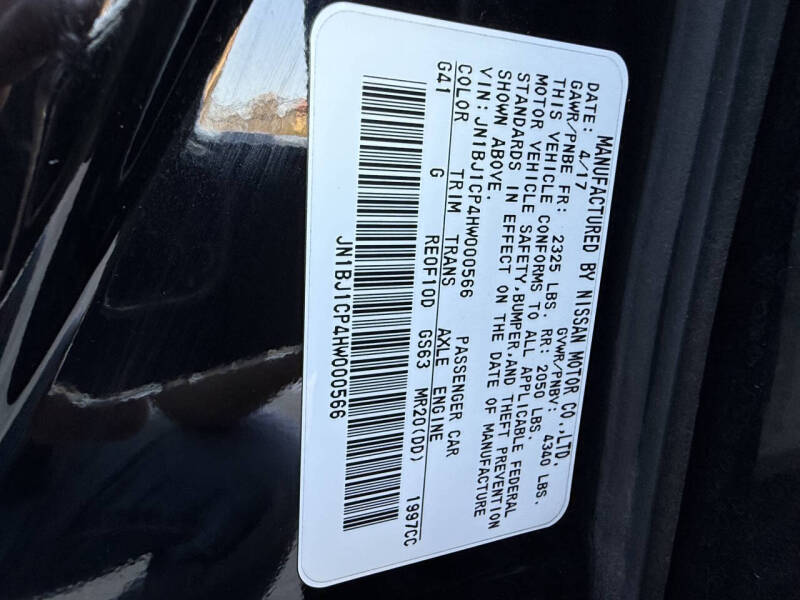 MANUFACTURED BY NISSAN MOTOR CO.,LTD.
DATE: 4/17 GVWR/PNBV: 4340 LBS.
GAWR/PNBE FR: 2325 LBS. RR: 2050 LBS.
THIS VEHICLE CONFORMS TO ALL APPLICABLE FEDERAL
MOTOR VEHICLE SAFETY,BUMPER,AND THEFT PREVENTION
STANDARDS IN EFFECT ON THE DATE OF MANUFACTURE
SHOWN ABOVE.
VIN:JN1BJ1CP4HW000566 PASSENGER CAR
COLOR TRIM TRANS AXLE ENGINE
G41 G RE0F10D GS63 MR20(DD) 1997CC
JN1BJ1CP4HW000566